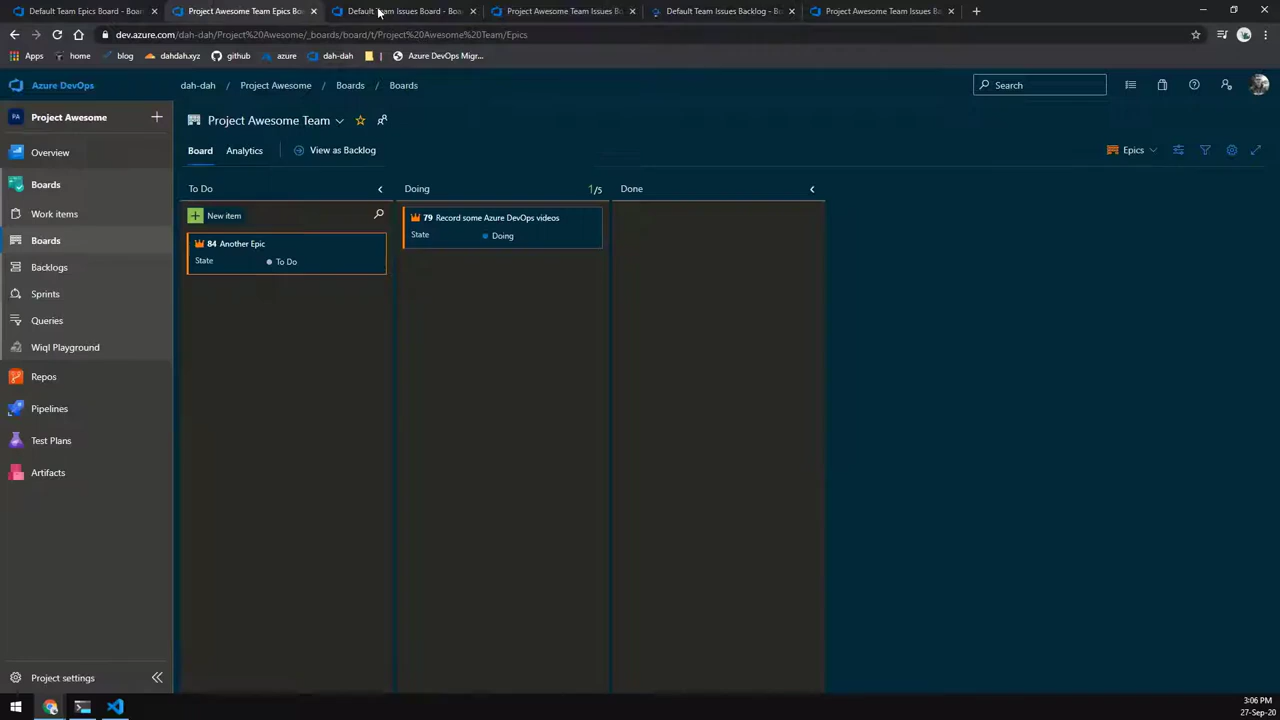 Default Team Epics Board - Board
Project Awesome Team Epics Bo
Default Team Issues Board - Boa
Project Awesome Team Issues Bo
Default Team Issues Backlog - Bo
Project Awesome Team Issues Ba
dev.azure.com/dah-dah/Project%20Awesome/_boards/board/t/Project%20Awesome%20Team/Epics
Apps
home
blog
dahdah.xyz
github
azure
dah-dah
|
Azure DevOps Migr...
Azure DevOps
dah-dah / Project Awesome / Boards / Boards
Search
PA Project Awesome
Project Awesome Team
Overview
Board
Analytics
View as Backlog
Epics
Boards
Work items
Boards
Backlogs
Sprints
Queries
Wiql Playground
Repos
Pipelines
Test Plans
Artifacts
To Do
New item
84 Another Epic
State
To Do
Doing
1/5
79 Record some Azure DevOps videos
State
Doing
Done
Project settings
3:06 PM
27-Sep-20